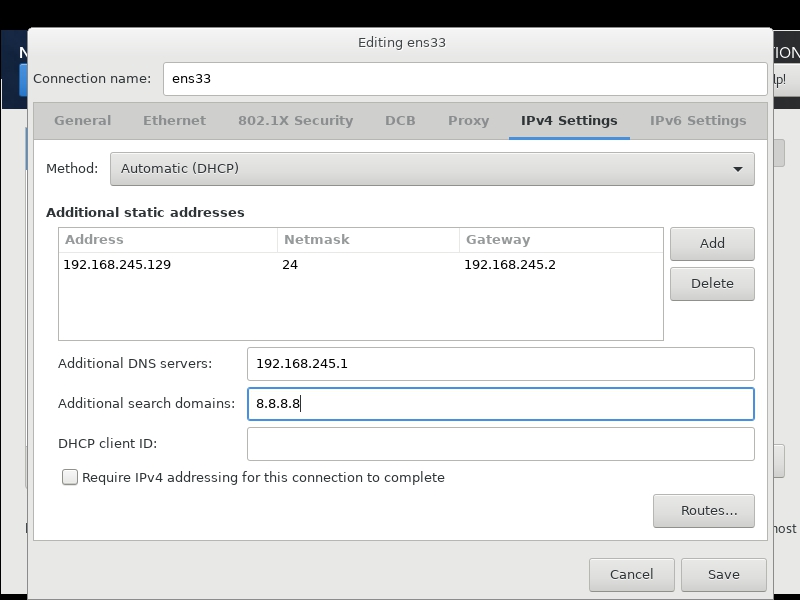 Editing ens33
Connection name: ens33
General Ethernet 802.1X Security DCB Proxy IPv4 Settings IPv6 Settings
Method: Automatic (DHCP)
Additional static addresses
Address Netmask Gateway Add
192.168.245.129 24 192.168.245.2
Delete
Additional DNS servers: 192.168.245.1
Additional search domains: 8.8.8.8
DHCP client ID:
Require IPv4 addressing for this connection to complete
Routes...
Cancel Save